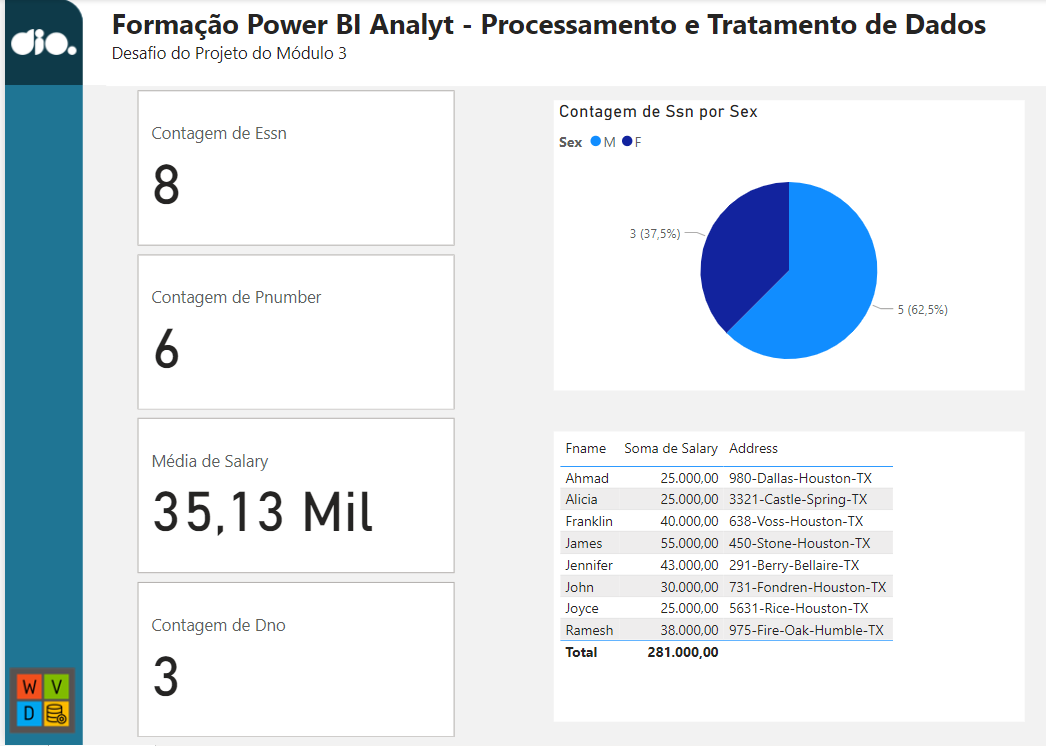 dio.
Formação Power BI Analyt - Processamento e Tratamento de Dados
Desafio do Projeto do Módulo 3
Contagem de Essn
8
Contagem de Pnumber
6
Média de Salary
35,13 Mil
Contagem de Dno
3
Contagem de Ssn por Sex
Sex M F
3 (37,5%)
5 (62,5%)
Fname Soma de Salary Address
Ahmad 25.000,00 980-Dallas-Houston-TX
Alicia 25.000,00 3321-Castle-Spring-TX
Franklin 40.000,00 638-Voss-Houston-TX
James 55.000,00 450-Stone-Houston-TX
Jennifer 43.000,00 291-Berry-Bellaire-TX
John 30.000,00 731-Fondren-Houston-TX
Joyce 25.000,00 5631-Rice-Houston-TX
Ramesh 38.000,00 975-Fire-Oak-Humble-TX
Total 281.000,00
W V
D